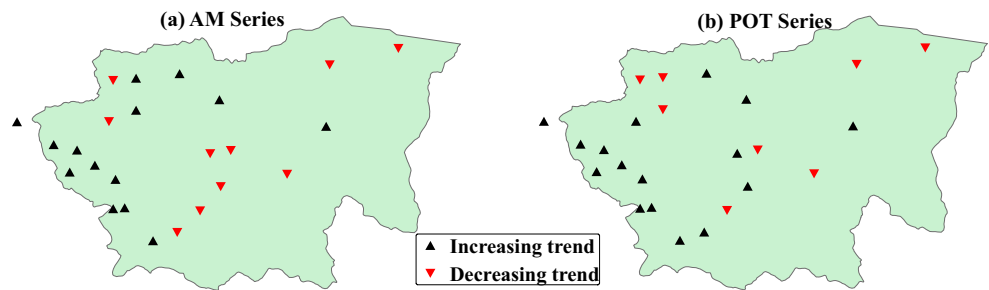 (a) AM Series
(b) POT Series
Increasing trend
Decreasing trend